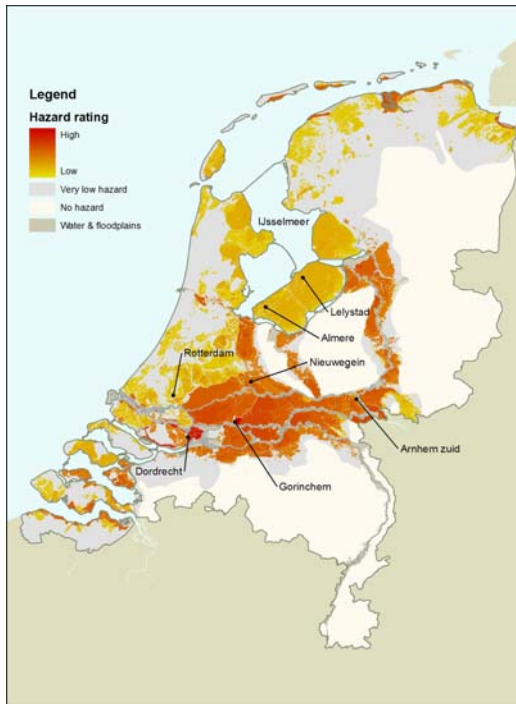 Legend
Hazard rating
High
Low
Very low hazard
No hazard
Water & floodplains
IJsselmeer
Lelystad
Almere
Rotterdam
Nieuwegein
Arnhem zuid
Dordrecht
Gorinchem